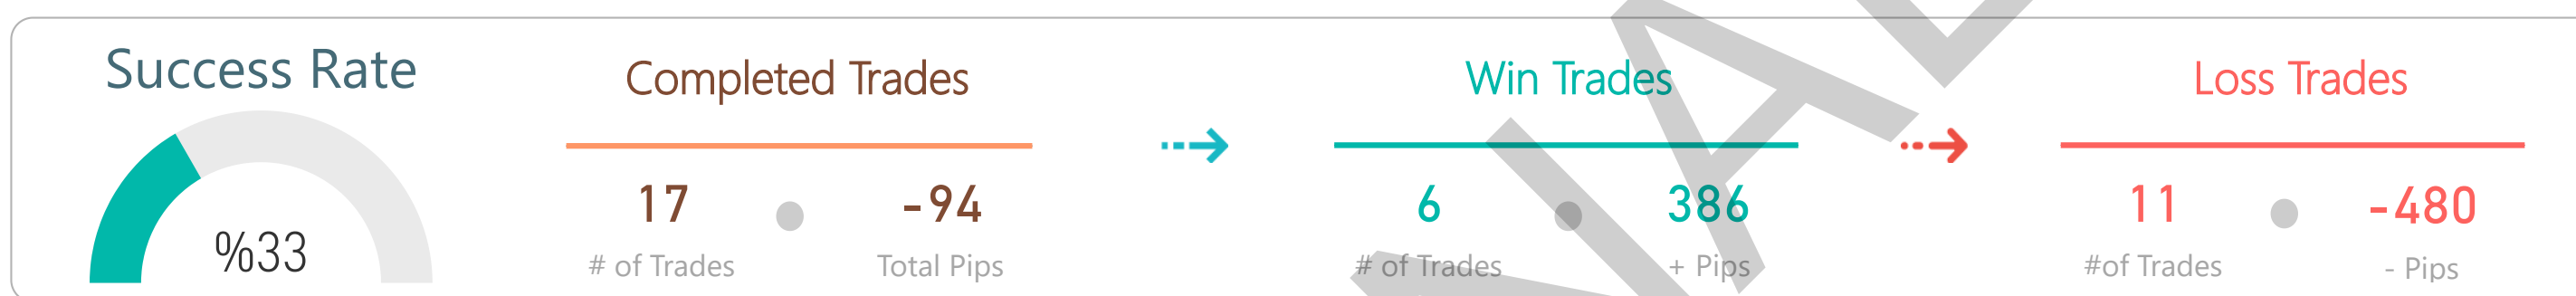 Success Rate
%33
Completed Trades
17 -94
# of Trades Total Pips
Win Trades
6 386
# of Trades + Pips
Loss Trades
11 -480
#of Trades - Pips